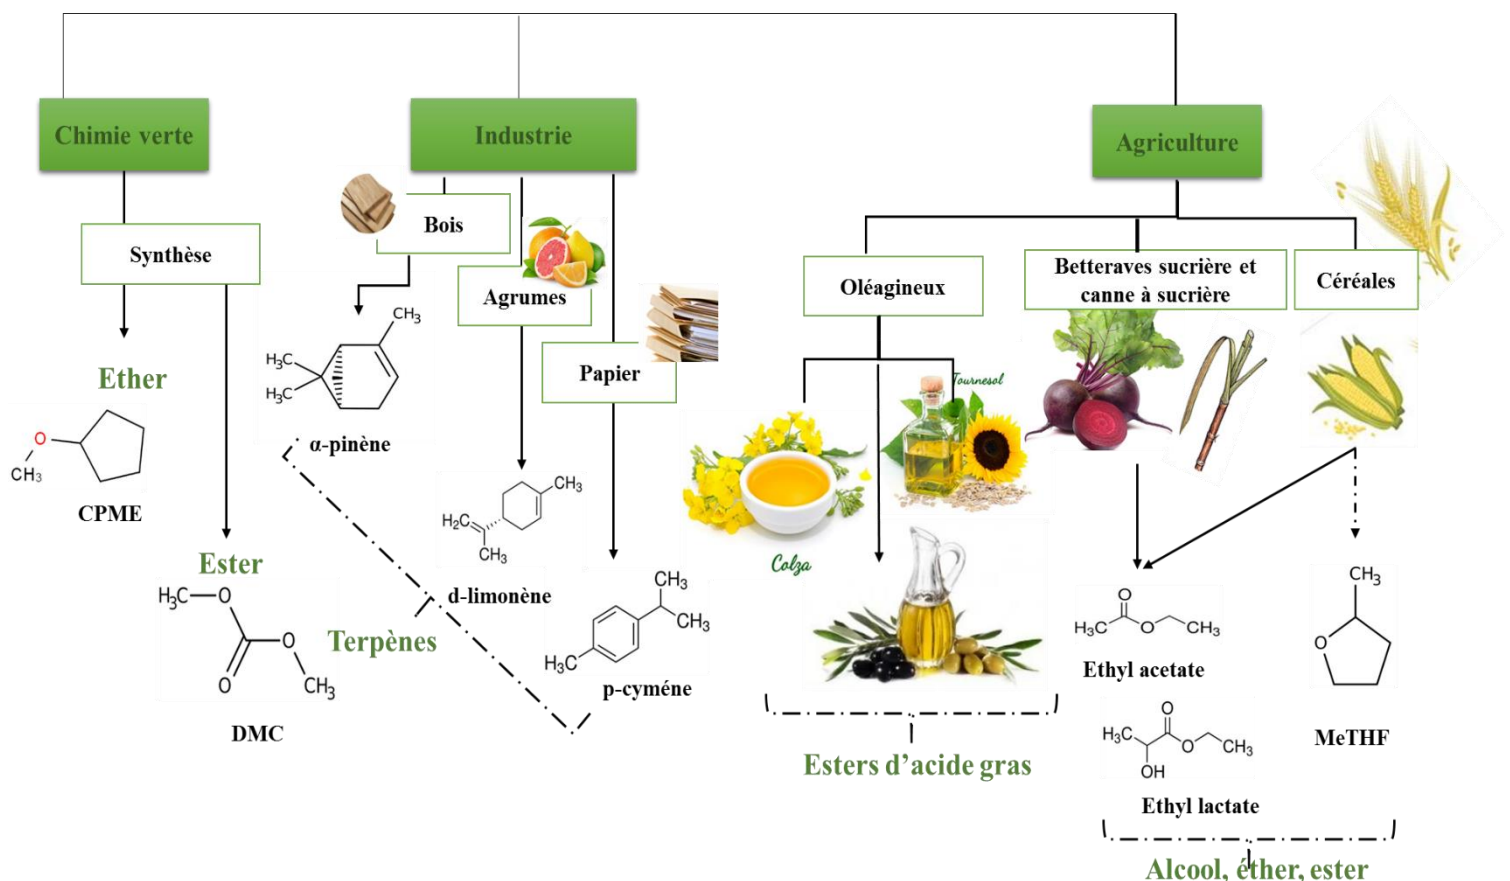 Chimie verte
Industrie
Agriculture
Synthèse
Bois
Agrumes
Papier
Oléagineux
Betteraves sucrière et
canne à sucrière
Céréales
Ether
O
CH₃
CPME
Ester
H₃C
O
O
O
CH₃
DMC
CH₃
H₃C
H₃C
α-pinène
CH₃
H₂C
CH₃
d-limonène
CH₃
CH₃
H₃C
p-cyméne
Terpènes
Tournesol
Colza
Esters d’acide gras
O
H₃C
O
CH₃
Ethyl acetate
O
H₃C
O
CH₃
OH
Ethyl lactate
CH₃
O
MeTHF
Alcool, éther, ester